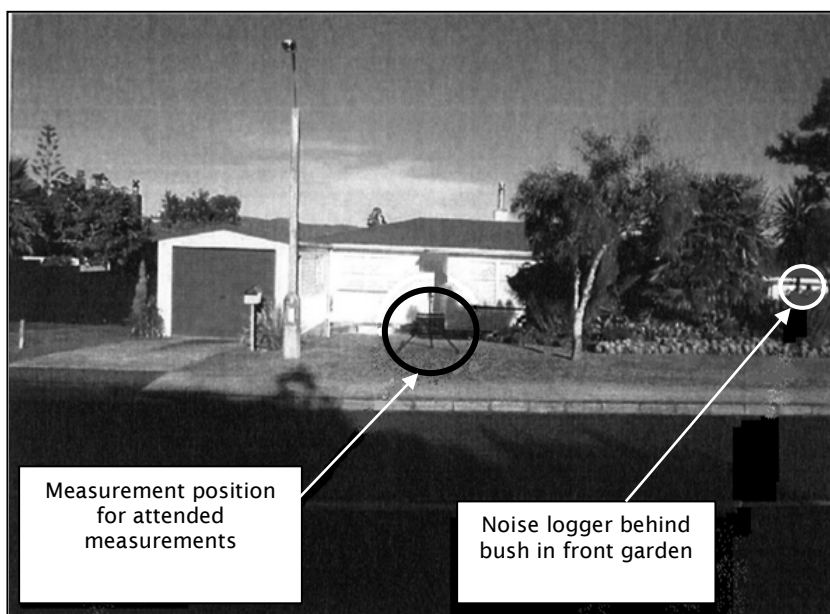 Measurement position
for attended
measurements
Noise logger behind
bush in front garden